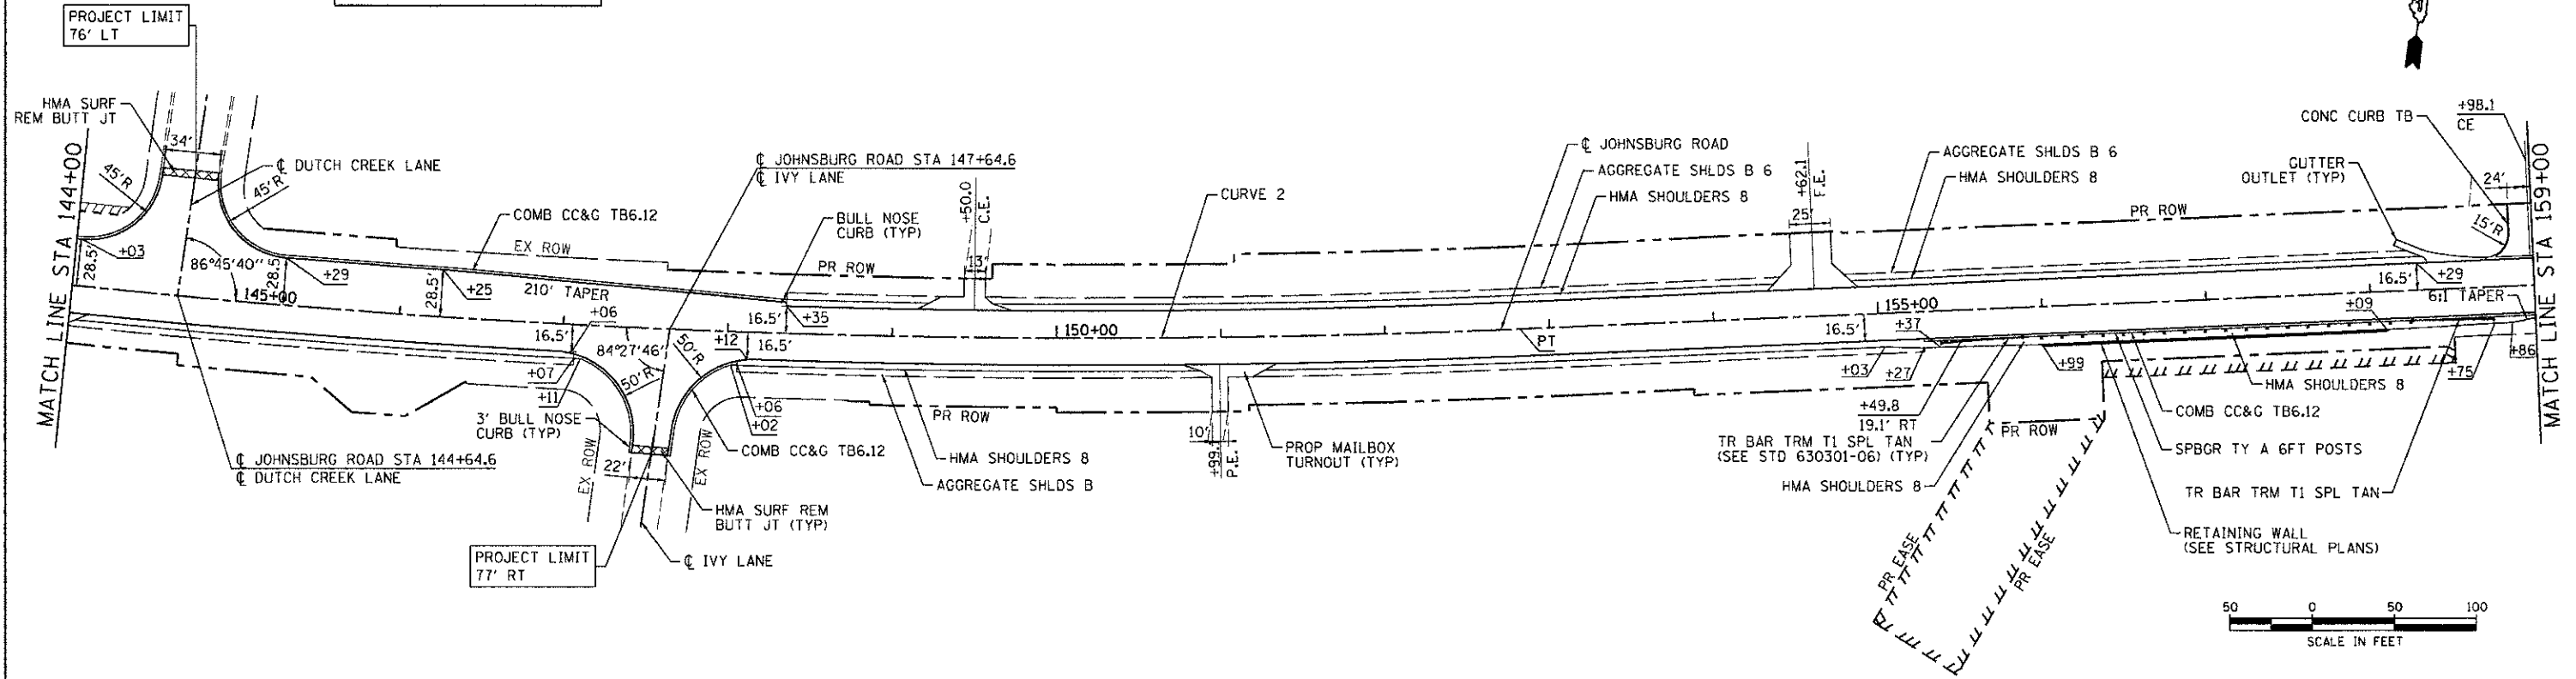 PROJECT LIMIT
76' LT
HMA SURF
REM BUTT JT
34'
45'R
45'R
℄ DUTCH CREEK LANE
MATCH LINE STA 144+00
28.5'
+03
86°45'40"
28.5'
+29
145+00
COMB CC&G TB6.12
EX ROW
28.5'
+25
210' TAPER
℄ JOHNSBURG ROAD STA 147+64.6
℄ IVY LANE
BULL NOSE
CURB (TYP)
PR ROW
+50.0
C.E.
13'
16.5'
+35
+06
16.5'
84°27'46"
+12
16.5'
50'R
50'R
+07
+11
+06
+02
3' BULL NOSE
CURB (TYP)
EX ROW
22'
EX ROW
COMB CC&G TB6.12
HMA SURF REM
BUTT JT (TYP)
℄ IVY LANE
PROJECT LIMIT
77' RT
℄ JOHNSBURG ROAD STA 144+64.6
℄ DUTCH CREEK LANE
PR ROW
HMA SHOULDERS 8
AGGREGATE SHLDS B
150+00
CURVE 2
10'
+99.1
P.E.
PROP MAILBOX
TURNOUT (TYP)
℄ JOHNSBURG ROAD
AGGREGATE SHLDS B 6
HMA SHOULDERS 8
PT
+62.1
F.E.
25'
AGGREGATE SHLDS B 6
HMA SHOULDERS 8
155+00
16.5'
+37
+03
+27
+49.8
19.1' RT
TR BAR TRM T1 SPL TAN
(SEE STD 630301-06) (TYP)
HMA SHOULDERS 8
PR ROW
PR EASE
PR EASE
+99
+09
PR ROW
CONC CURB TB
GUTTER
OUTLET (TYP)
+98.1
CE
24'
15'R
16.5'
+29
6:1 TAPER
+86
+75
HMA SHOULDERS 8
COMB CC&G TB6.12
SPBGR TY A 6FT POSTS
TR BAR TRM T1 SPL TAN
RETAINING WALL
(SEE STRUCTURAL PLANS)
MATCH LINE STA 159+00
50 0 50 100
SCALE IN FEET